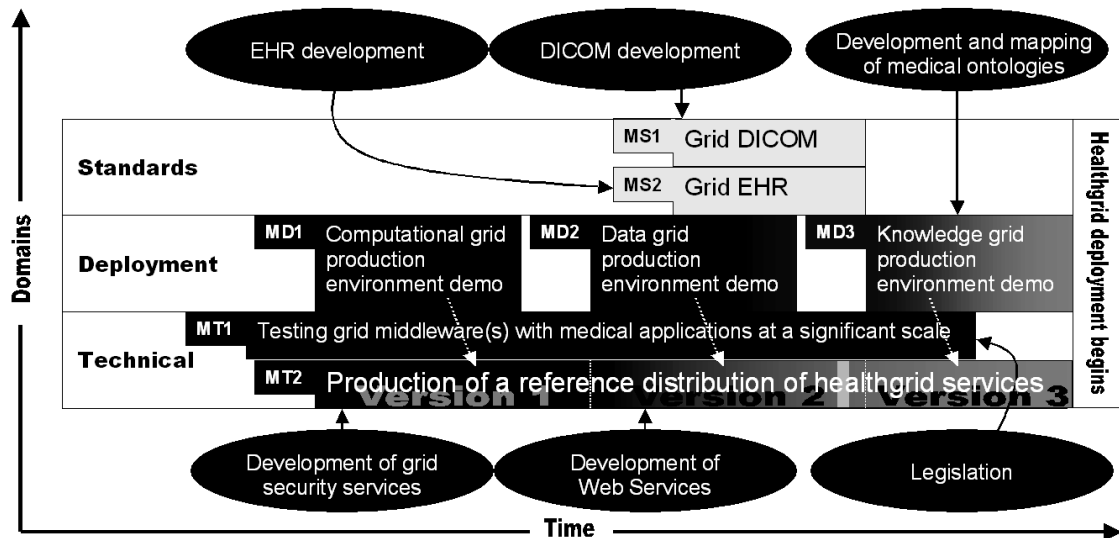 EHR development
DICOM development
Development and mapping
of medical ontologies
Domains
Standards
MS1 Grid DICOM
MS2 Grid EHR
Deployment
MD1 Computational grid
production
environment demo
MD2 Data grid
production
environment demo
MD3 Knowledge grid
production
environment demo
Technical
MT1 Testing grid middleware(s) with medical applications at a significant scale
MT2 Production of a reference distribution of healthgrid services
Version 1
Version 2
Version 3
Healthgrid deployment begins
Development of grid
security services
Development of
Web Services
Legislation
Time